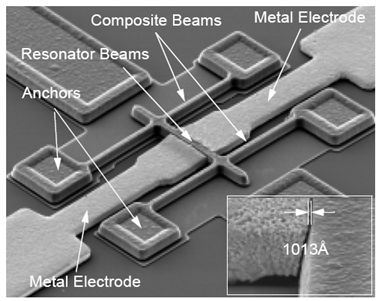 Composite Beams
Metal Electrode
Resonator Beams
Anchors
1013Å
Metal Electrode